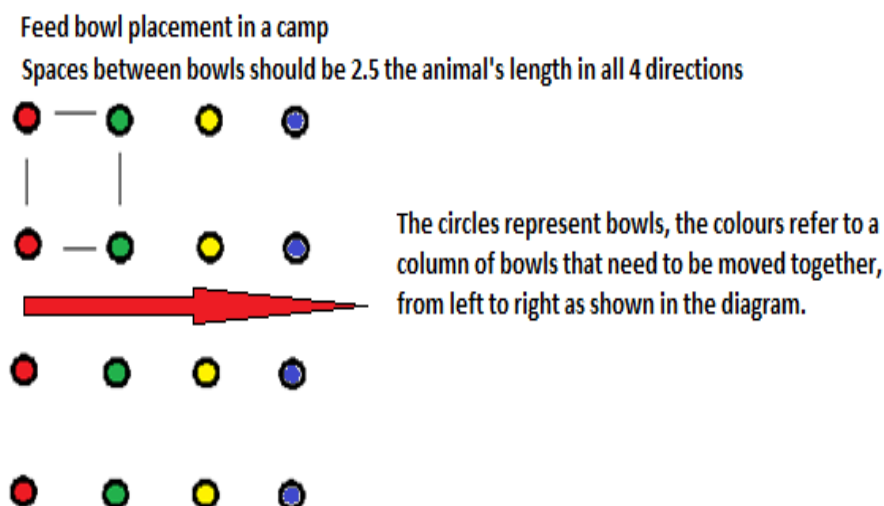 Feed bowl placement in a camp
Spaces between bowls should be 2.5 the animal's length in all 4 directions
The circles represent bowls, the colours refer to a
column of bowls that need to be moved together,
from left to right as shown in the diagram.